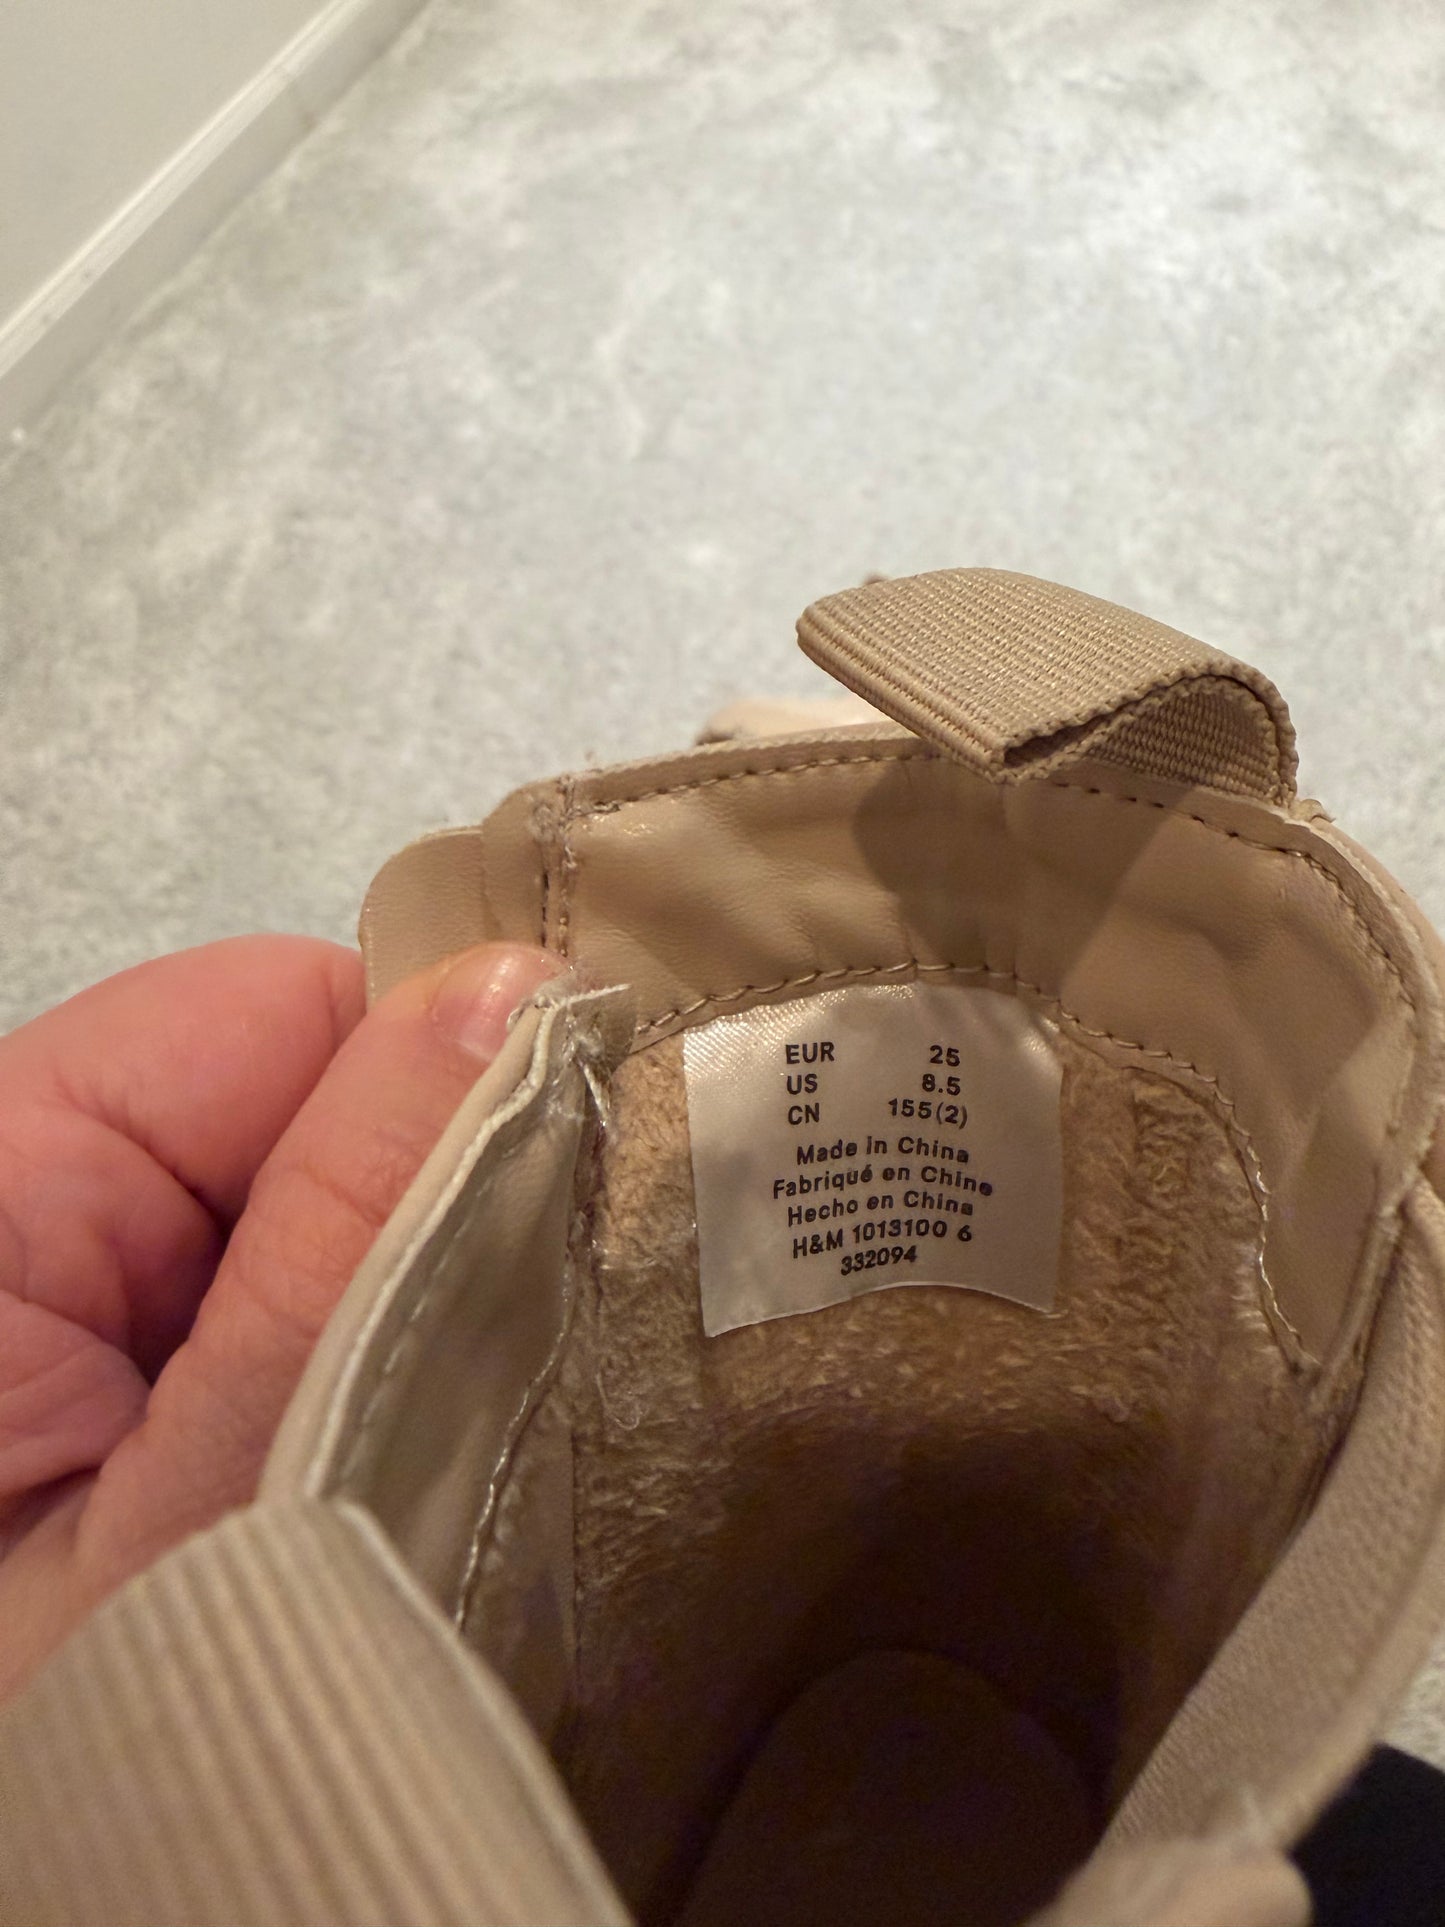 EUR 25
US 8.5
CN 155(2)
Made in China
Fabriqué en Chine
Hecho en China
H&M 1013100 6
332094